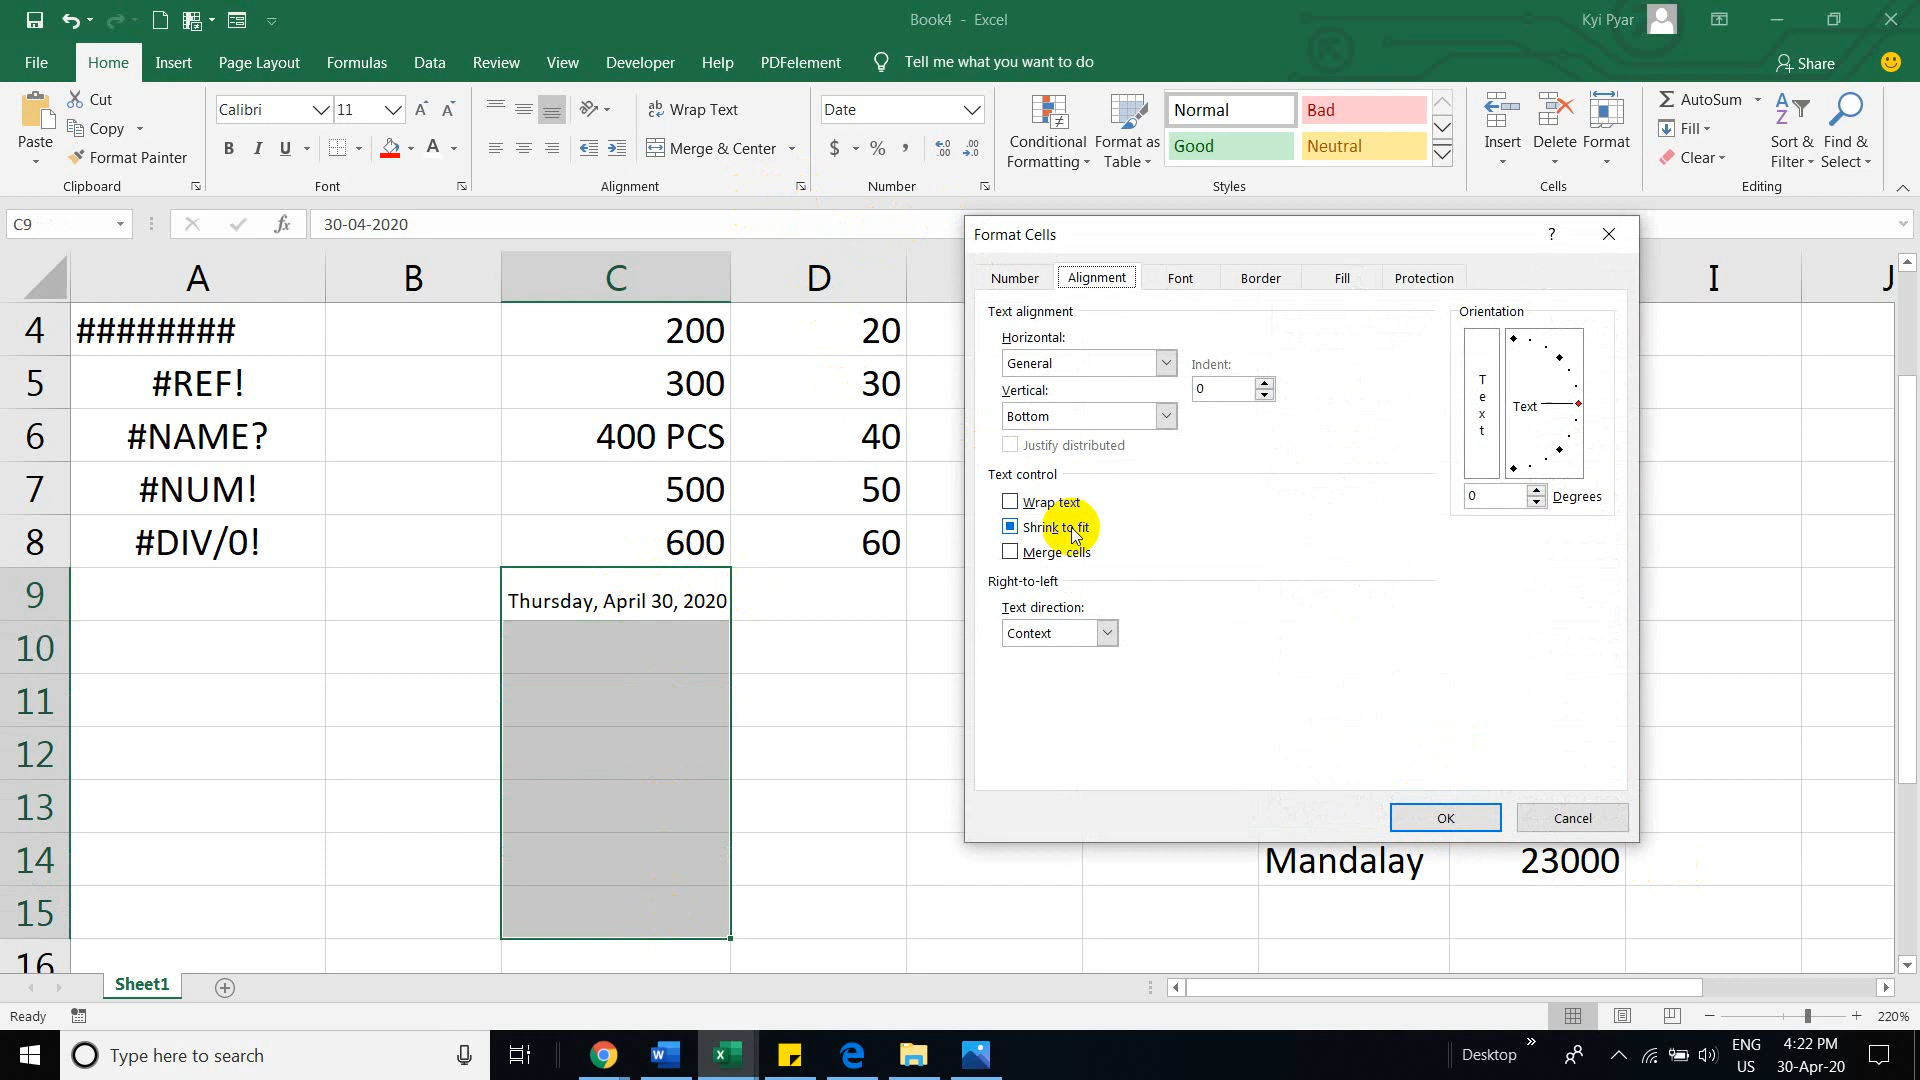 Book4 - Excel
Kyi Pyar
File
Home
Insert
Page Layout
Formulas
Data
Review
View
Developer
Help
PDFelement
Tell me what you want to do
Share
Paste
Cut
Copy
Format Painter
Clipboard
Calibri
11
B I U
A
Font
ab Wrap Text
Merge & Center
Alignment
Date
$ % ,
Number
Conditional Formatting
Format as Table
Normal
Bad
Good
Neutral
Styles
Insert
Delete
Format
Cells
AutoSum
Fill
Clear
Sort & Filter
Find & Select
Editing
C9
fx
30-04-2020
A B C D I J
4 ######## 200 20
5 #REF! 300 30
6 #NAME? 400 PCS 40
7 #NUM! 500 50
8 #DIV/0! 600 60
9 Thursday, April 30, 2020
10
11
12
13
14 Mandalay 23000
15
16
Format Cells
?
Number
Alignment
Font
Border
Fill
Protection
Text alignment
Horizontal:
General
Indent:
0
Vertical:
Bottom
Justify distributed
Text control
Wrap text
Shrink to fit
Merge cells
Right-to-left
Text direction:
Context
Orientation
Text
Text
0
Degrees
OK
Cancel
Sheet1
Ready
220%
Type here to search
Desktop
ENG
US
4:22 PM
30-Apr-20